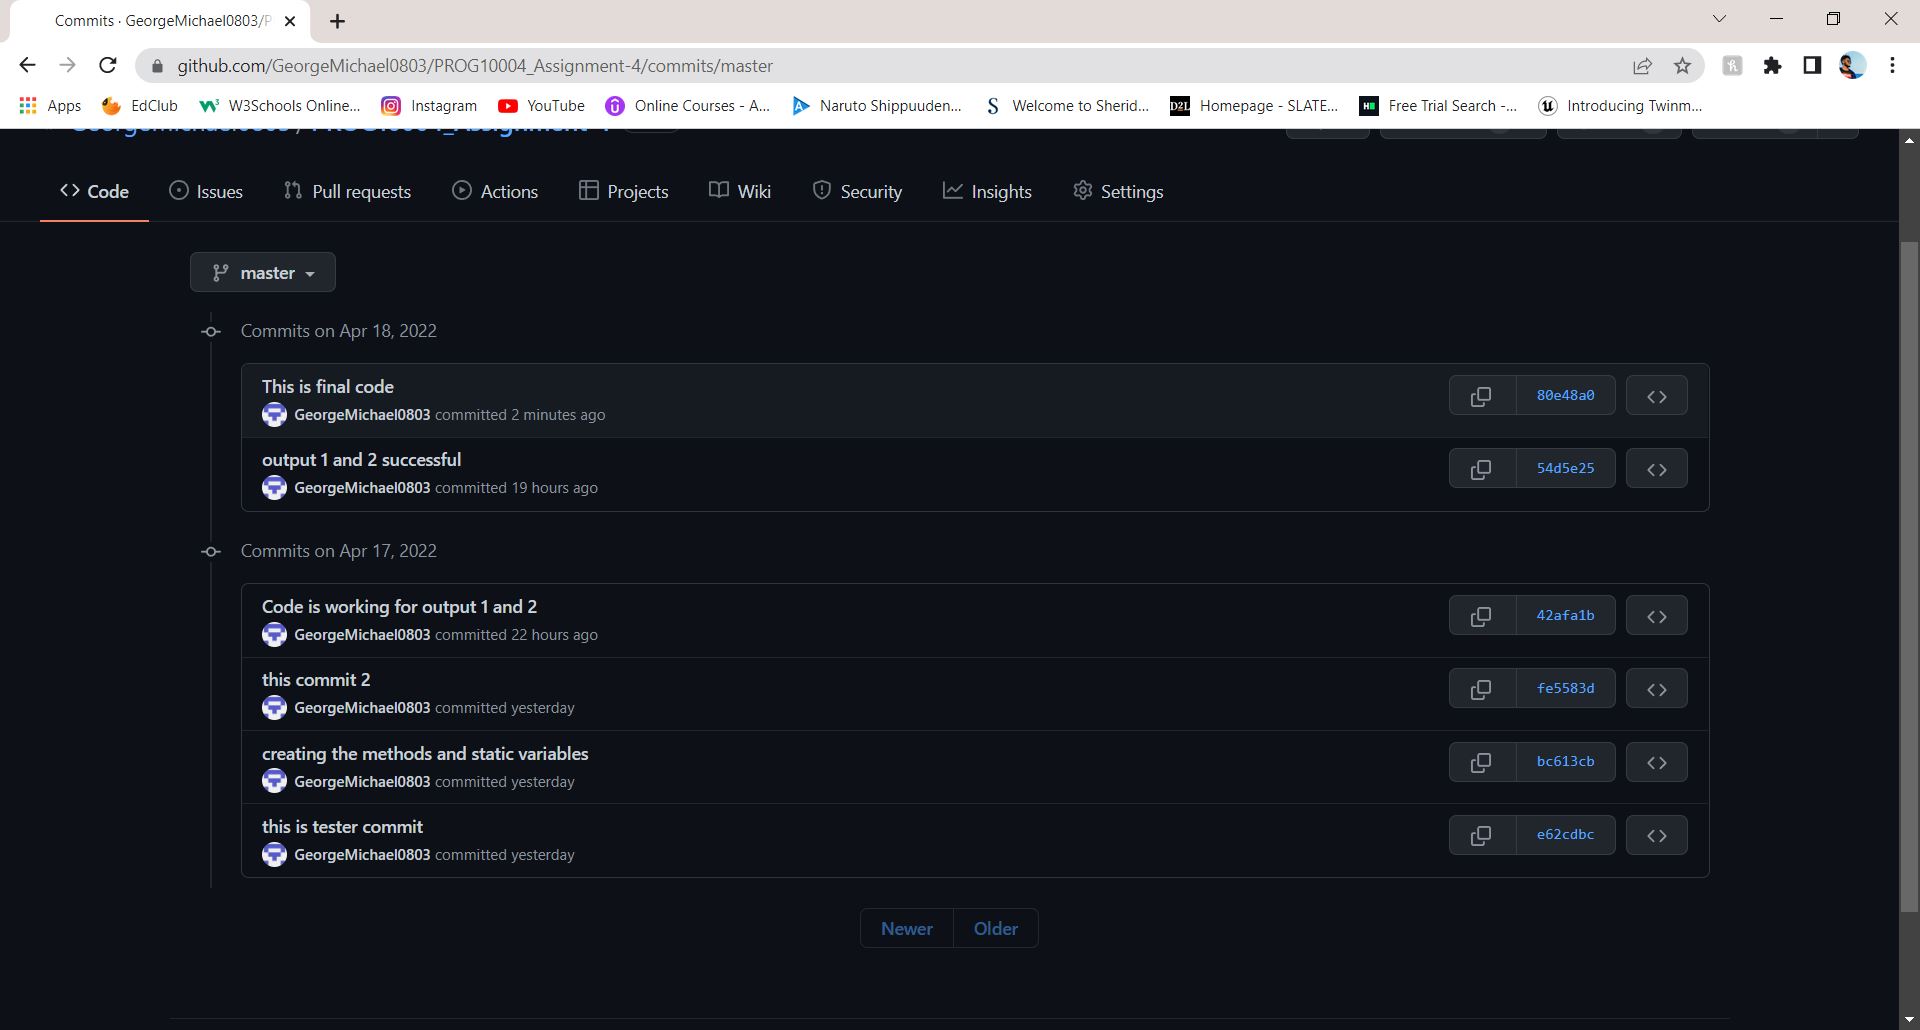 Commits · GeorgeMichael0803/P
github.com/GeorgeMichael0803/PROG10004_Assignment-4/commits/master
Apps EdClub W3Schools Online... Instagram YouTube Online Courses - A... Naruto Shippuuden... Welcome to Sherid... D2L Homepage - SLATE... Free Trial Search -... Introducing Twinm...
GeorgeMichael0803 / PROG10004_Assignment-4
Code Issues Pull requests Actions Projects Wiki Security Insights Settings
master
Commits on Apr 18, 2022
This is final code
GeorgeMichael0803 committed 2 minutes ago
80e48a0
output 1 and 2 successful
GeorgeMichael0803 committed 19 hours ago
54d5e25
Commits on Apr 17, 2022
Code is working for output 1 and 2
GeorgeMichael0803 committed 22 hours ago
42afa1b
this commit 2
GeorgeMichael0803 committed yesterday
fe5583d
creating the methods and static variables
GeorgeMichael0803 committed yesterday
bc613cb
this is tester commit
GeorgeMichael0803 committed yesterday
e62cdbc
Newer Older